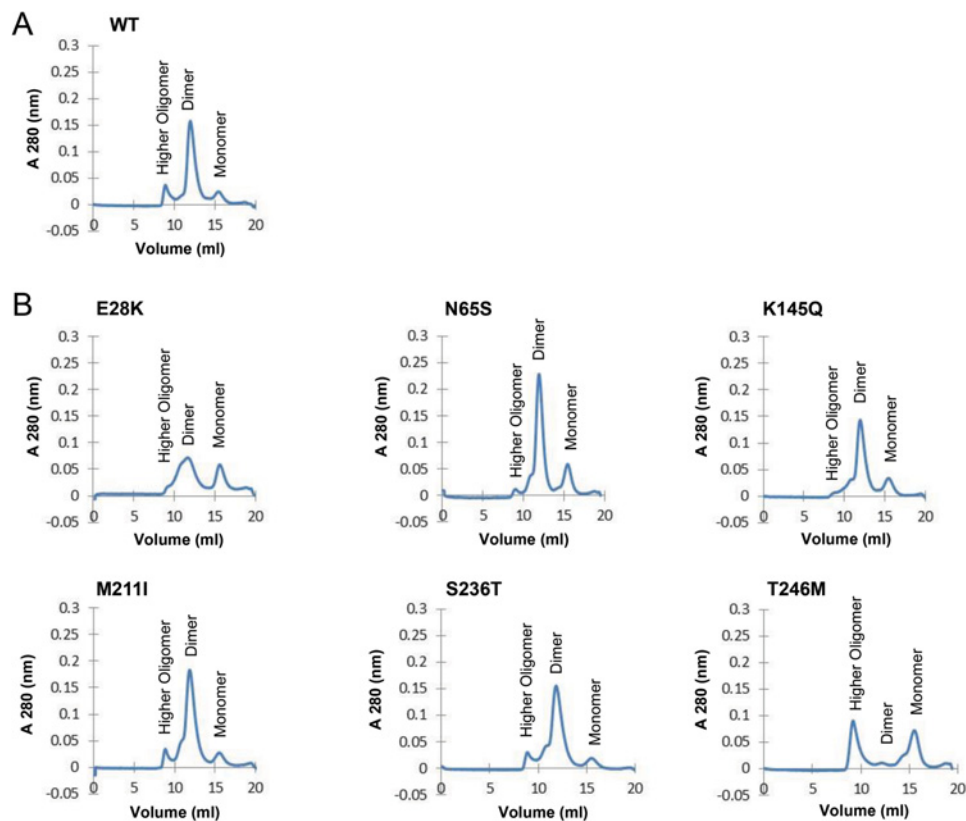 A
WT
0.3
0.25
0.2
0.15
0.1
0.05
0
-0.05
A 280 (nm)
Higher Oligomer
Dimer
Monomer
0 5 10 15 20
Volume (ml)
B
E28K
0.3
0.25
0.2
0.15
0.1
0.05
0
-0.05
A 280 (nm)
Higher Oligomer
Dimer
Monomer
0 5 10 15 20
Volume (ml)
N65S
0.3
0.25
0.2
0.15
0.1
0.05
0
-0.05
A 280 (nm)
Higher Oligomer
Dimer
Monomer
0 5 10 15 20
Volume (ml)
K145Q
0.3
0.25
0.2
0.15
0.1
0.05
0
-0.05
A 280 (nm)
Higher Oligomer
Dimer
Monomer
0 5 10 15 20
Volume (ml)
M211I
0.3
0.25
0.2
0.15
0.1
0.05
0
-0.05
A 280 (nm)
Higher Oligomer
Dimer
Monomer
0 5 10 15 20
Volume (ml)
S236T
0.3
0.25
0.2
0.15
0.1
0.05
0
-0.05
A 280 (nm)
Higher Oligomer
Dimer
Monomer
0 5 10 15 20
Volume (ml)
T246M
0.3
0.25
0.2
0.15
0.1
0.05
0
-0.05
A 280 (nm)
Higher Oligomer
Dimer
Monomer
0 5 10 15 20
Volume (ml)